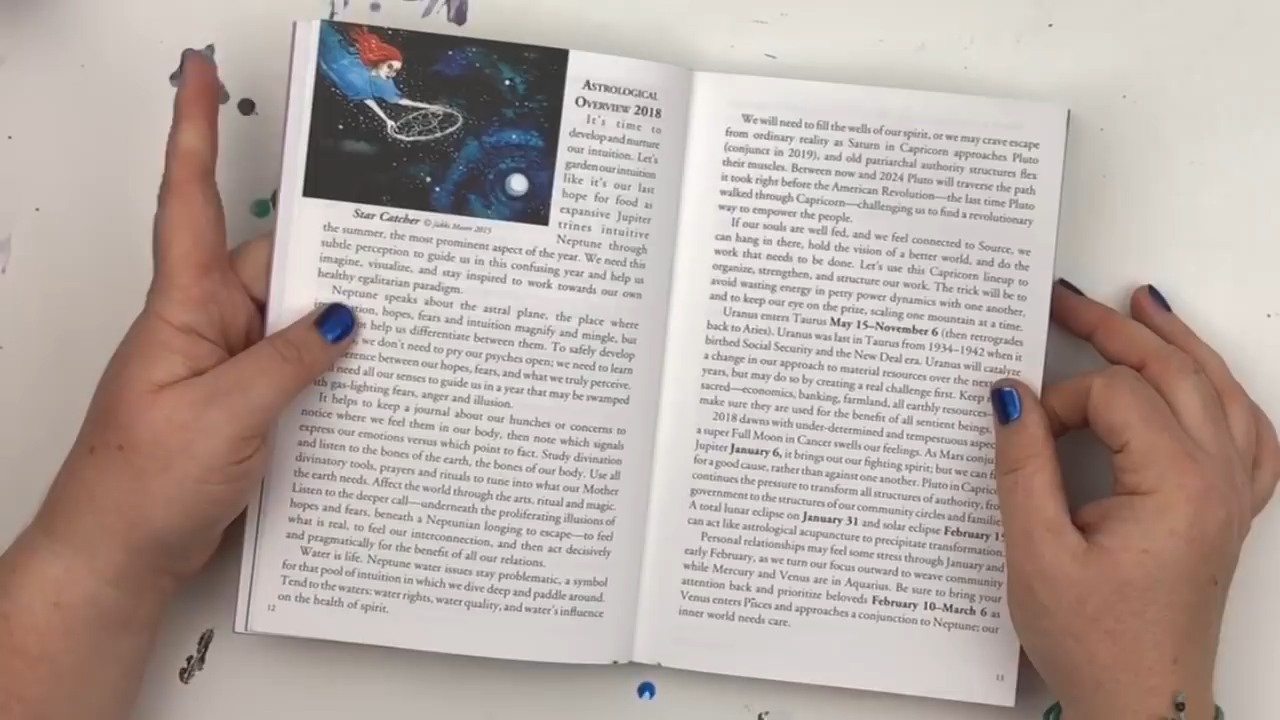 ASTROLOGICAL
OVERVIEW 2018
It's time to
develop and nurture
our intuition. Let's
garden our intuition
like it's our last
hope for food as
expansive Jupiter
trines intuitive
Neptune through
Star Catcher © Jakki Moore 2015
the summer, the most prominent aspect of the year. We need this
subtle perception to guide us in this confusing year and help us
imagine, visualize, and stay inspired to work towards our own
healthy egalitarian paradigm.
Neptune speaks about the astral plane, the place where
hopes, fears and intuition magnify and mingle, but
help us differentiate between them. To safely develop
we don't need to pry our psyches open; we need to learn
between our hopes, fears, and what we truly perceive.
need all our senses to guide us in a year that may be swamped
gas-lighting fears, anger and illusion.
It helps to keep a journal about our hunches or concerns to
notice where we feel them in our body, then note which signals
express our emotions versus which point to fact. Study divination
and listen to the bones of the earth, the bones of our body. Use all
divinatory tools, prayers and rituals to tune into what our Mother
the earth needs. Affect the world through the arts, ritual and magic.
Listen to the deeper call—underneath the proliferating illusions of
hopes and fears, beneath a Neptunian longing to escape—to feel
what is real, to feel our interconnection, and then act decisively
and pragmatically for the benefit of all our relations.
Water is life. Neptune water issues stay problematic, a symbol
for that pool of intuition in which we dive deep and paddle around.
Tend to the waters: water rights, water quality, and water's influence
on the health of spirit.
12
We will need to fill the wells of our spirit, or we may crave escape
from ordinary reality as Saturn in Capricorn approaches Pluto
(conjunct in 2019), and old patriarchal authority structures flex
their muscles. Between now and 2024 Pluto will traverse the path
it took right before the American Revolution—the last time Pluto
walked through Capricorn—challenging us to find a revolutionary
way to empower the people.
If our souls are well fed, and we feel connected to Source, we
can hang in there, hold the vision of a better world, and do the
work that needs to be done. Let's use this Capricorn lineup to
organize, strengthen, and structure our work. The trick will be to
avoid wasting energy in petty power dynamics with one another,
and to keep our eye on the prize, scaling one mountain at a time.
Uranus enters Taurus May 15–November 6 (then retrogrades
back to Aries). Uranus was last in Taurus from 1934–1942 when it
birthed Social Security and the New Deal era. Uranus will catalyze
a change in our approach to material resources over the
years, but may do so by creating a real challenge first. Keep
sacred—economics, banking, farmland, all earthly resources—
make sure they are used for the benefit of all sentient beings.
2018 dawns with under-determined and tempestuous
a super Full Moon in Cancer swells our feelings. As Mars
Jupiter January 6, it brings out our fighting spirit; but we can
for a good cause, rather than against one another. Pluto in
continues the pressure to transform all structures of authority,
government to the structures of our community circles and
A total lunar eclipse on January 31 and solar eclipse February
can act like astrological acupuncture to precipitate transformation.
Personal relationships may feel some stress through January and
early February, as we turn our focus outward to weave community
while Mercury and Venus are in Aquarius. Be sure to bring your
attention back and prioritize beloveds February 10–March 6 as
Venus enters Pisces and approaches a conjunction to Neptune; our
inner world needs care.
13